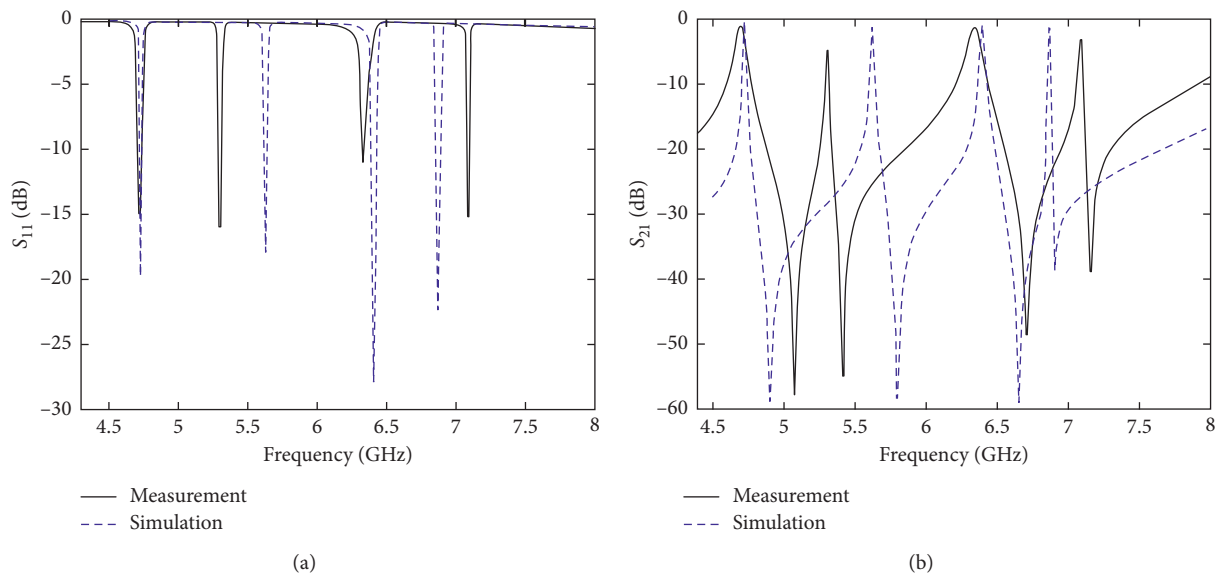 0
−5
−10
−15
−20
−25
−30
S11 (dB)
4.5 5 5.5 6 6.5 7 7.5 8
Frequency (GHz)
Measurement
Simulation
(a)
0
−10
−20
−30
−40
−50
−60
S21 (dB)
4.5 5 5.5 6 6.5 7 7.5 8
Frequency (GHz)
Measurement
Simulation
(b)